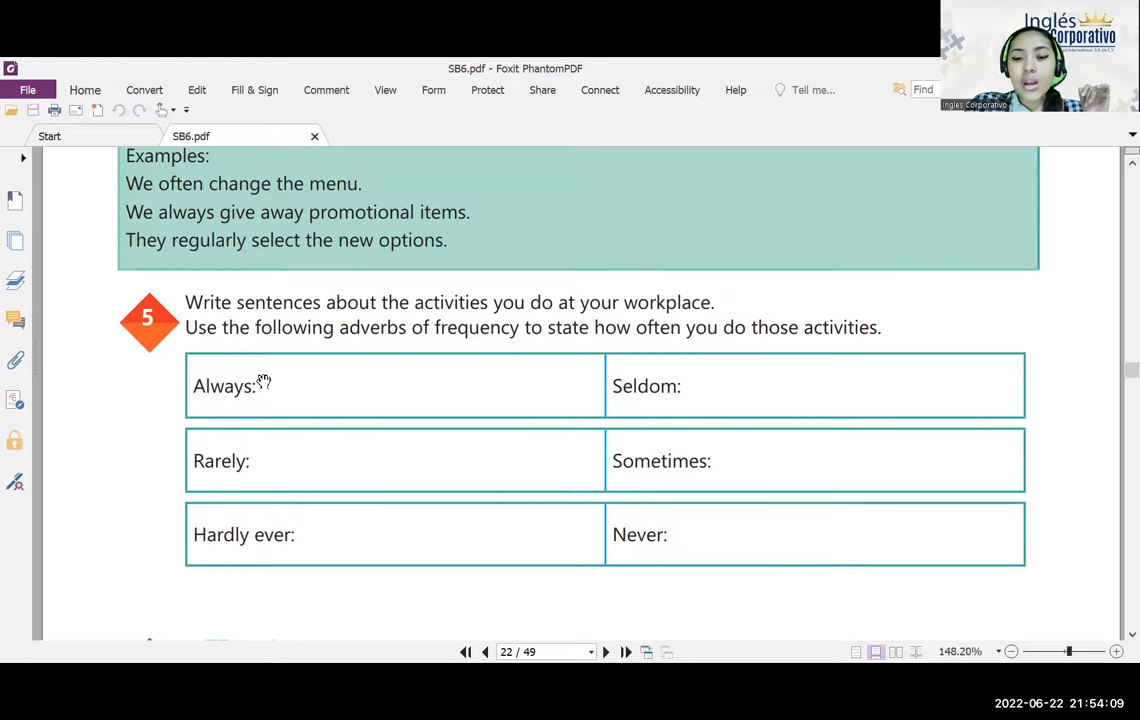 Inglés
Corporativo
Inglés Corporativo
SB6.pdf - Foxit PhantomPDF
File Home Convert Edit Fill & Sign Comment View Form Protect Share Connect Accessibility Help Tell me... Find
Start SB6.pdf
Examples:
We often change the menu.
We always give away promotional items.
They regularly select the new options.
5
Write sentences about the activities you do at your workplace.
Use the following adverbs of frequency to state how often you do those activities.
Always: Seldom:
Rarely: Sometimes:
Hardly ever: Never:
22 / 49 148.20%
2022-06-22 21:54:09